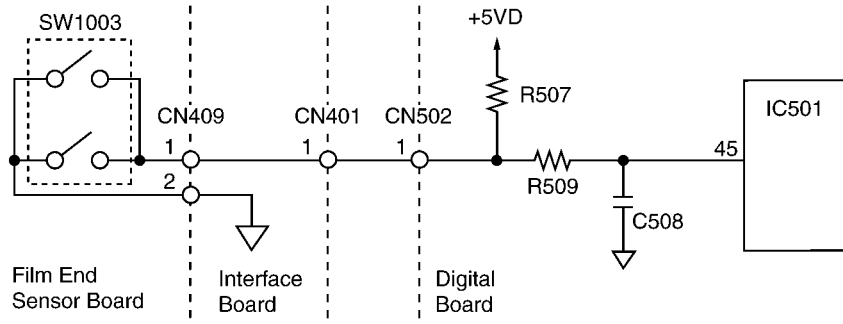 +5VD
SW1003
R507
IC501
CN409
CN401
CN502
1
1
1
45
2
R509
C508
Film End
Sensor Board
Interface
Board
Digital
Board